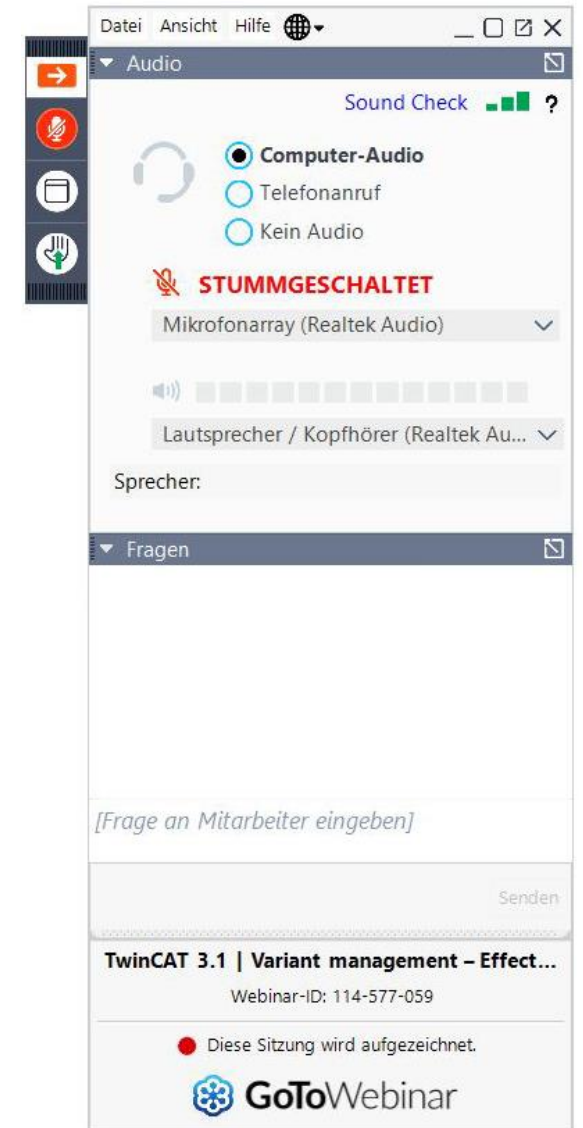 Datei Ansicht Hilfe
Audio
Sound Check ?
Computer-Audio
Telefonanruf
Kein Audio
STUMMGESCHALTET
Mikrofonarray (Realtek Audio)
Lautsprecher / Kopfhörer (Realtek Au...
Sprecher:
Fragen
[Frage an Mitarbeiter eingeben]
Senden
TwinCAT 3.1 | Variant management – Effect...
Webinar-ID: 114-577-059
Diese Sitzung wird aufgezeichnet.
GoToWebinar